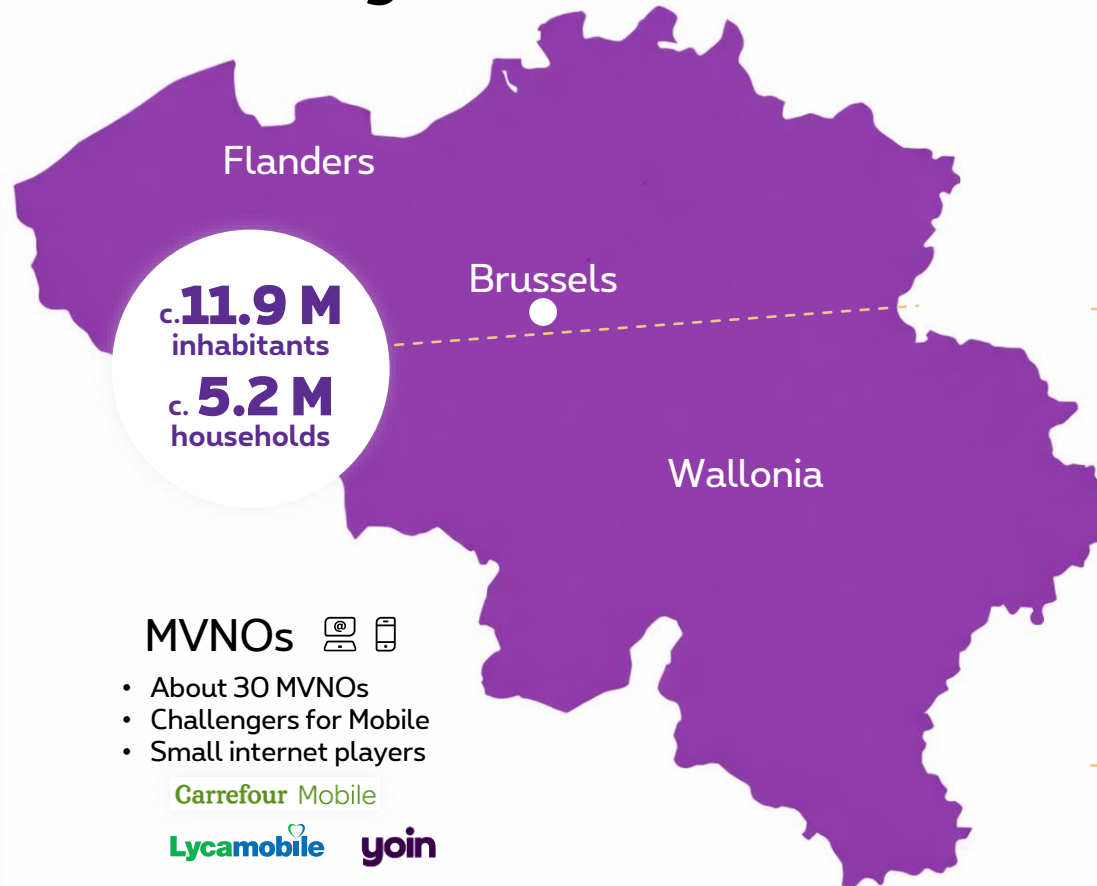 Flanders
Brussels
c.11.9 M
inhabitants
c. 5.2 M
households
Wallonia
MVNOs
@
• About 30 MVNOs
• Challengers for Mobile
• Small internet players
Carrefour Mobile
Lycamobile
yoin